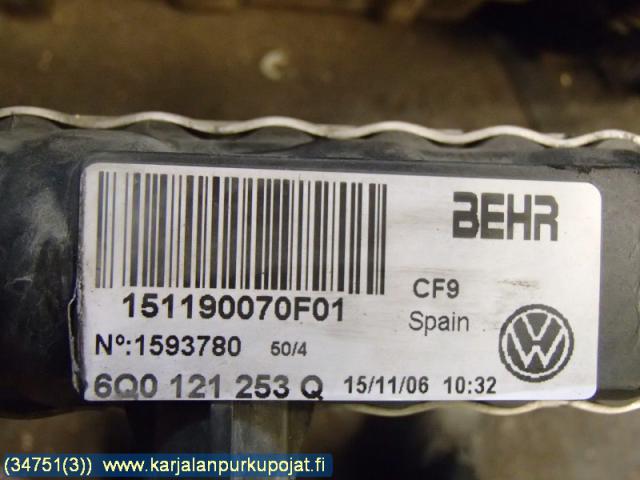 BEHR
151190070F01
CF9
Spain
Nº:1593780 50/4
6Q0 121 253 Q 15/11/06 10:32
(34751(3)) www.karjalanpurkupojat.fi